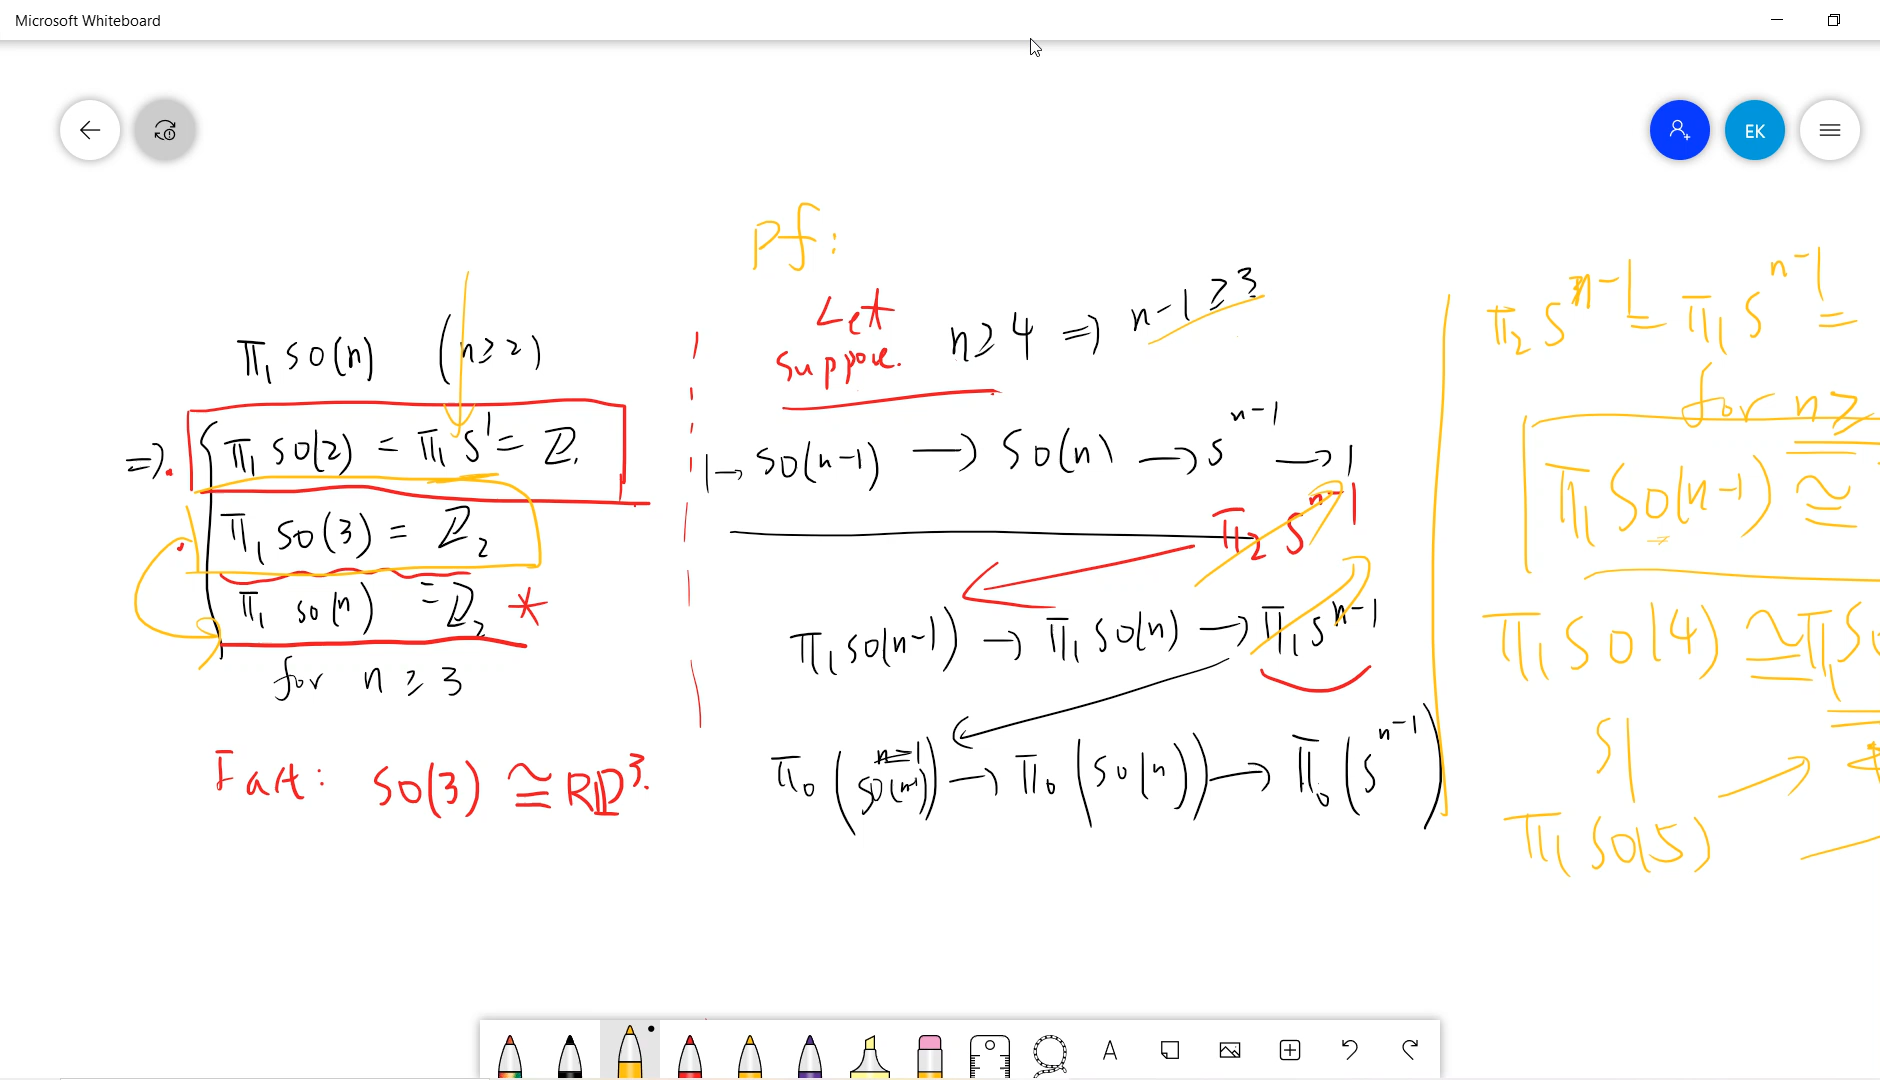 Microsoft Whiteboard
EK
π₁ SO(n) (n ≥ 2)
⇒ π₁ SO(2) = π₁ S¹ = ℤ.
π₁ SO(3) = ℤ₂
π₁ SO(n) = ℤ₂ *
for n ≥ 3
Fact: SO(3) ≅ RP³.
Pf:
Let suppose. n ≥ 4 ⇒ n-1 ≥ 3
1 → SO(n-1) → SO(n) → S^{n-1} → 1
π₂ S^{n-1}
π₁ SO(n-1) → π₁ SO(n) → π₁ S^{n-1}
π₀ (SO(n-1)) → π₀ (SO(n)) → π₀ (S^{n-1})
π₂ S^{n-1} = π₁ S^{n-1} =
for n ≥
π₁ SO(n-1) ≅
π₁ SO(4) ≅ π₁ SO
S|
π₁ SO(5)
A